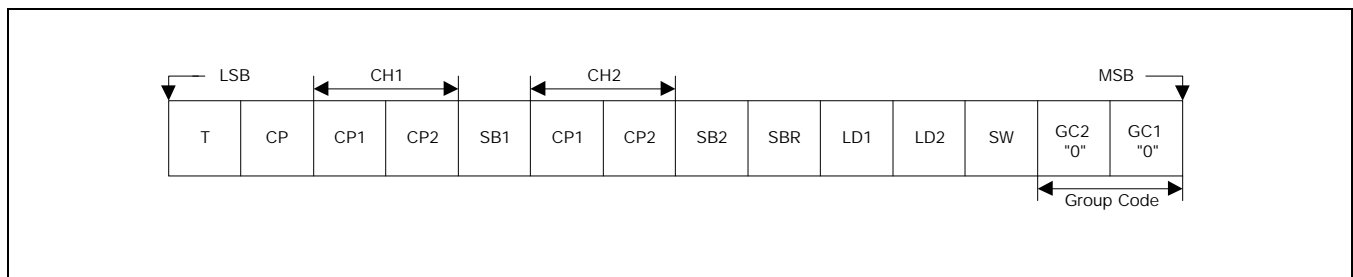 LSB CH1 CH2 MSB
T CP CP1 CP2 SB1 CP1 CP2 SB2 SBR LD1 LD2 SW GC2 "0" GC1 "0"
Group Code